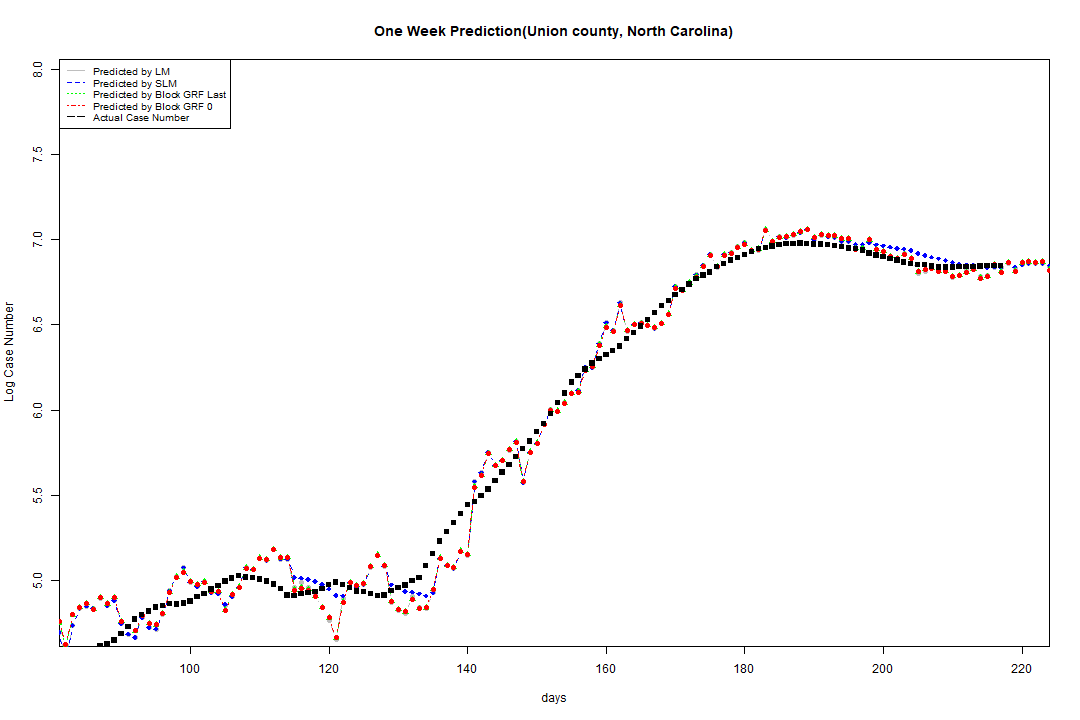 One Week Prediction(Union county, North Carolina)
Predicted by LM
Predicted by SLM
Predicted by Block GRF Last
Predicted by Block GRF 0
Actual Case Number
8.0
7.5
7.0
6.5
6.0
5.5
5.0
Log Case Number
100 120 140 160 180 200 220
days